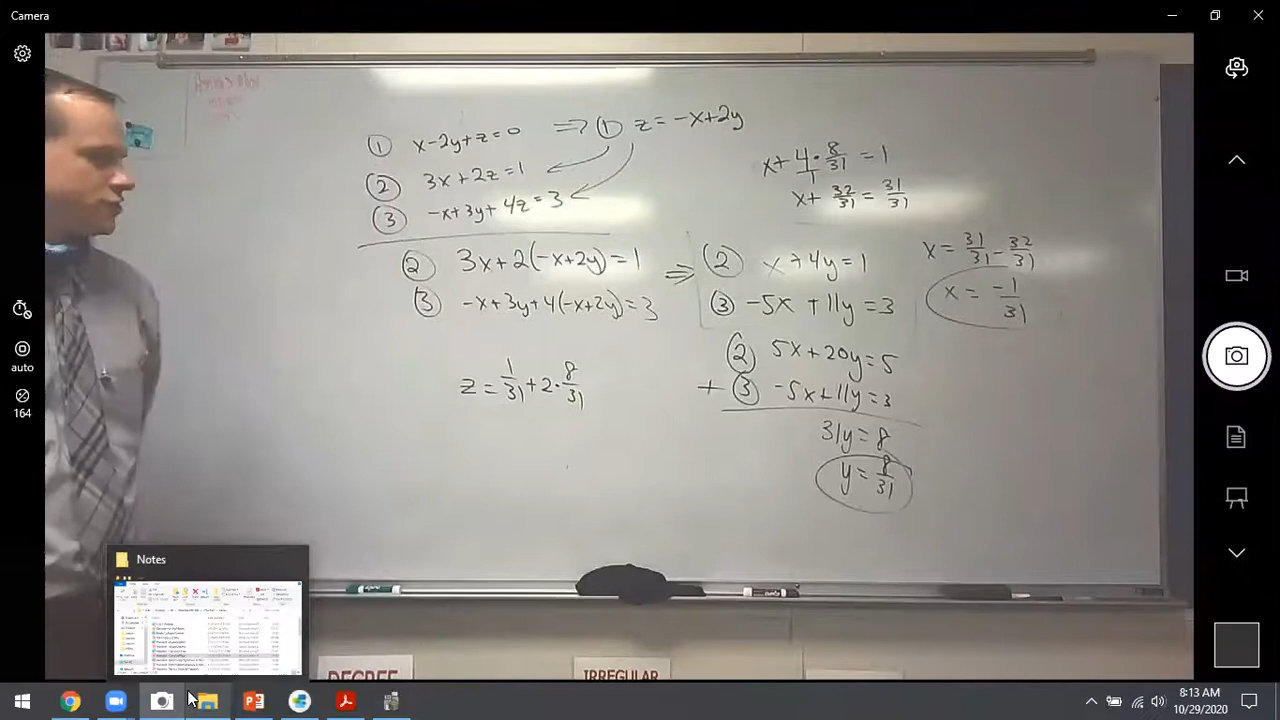 Camera
① x-2y+z=0 ⇒ ① z=-x+2y
② 3x+2z=1
③ -x+3y+4z=3
x+4/1·8/31=1
x+32/31=31/31
② 3x+2(-x+2y)=1 ⇒ ② x+4y=1
③ -x+3y+4(-x+2y)=3
③ -5x+11y=3
x=31/31-32/31
x=-1/31
② 5x+20y=5
+ ③ -5x+11y=3
31y=8
y=8/31
z=1/31+2·8/31
auto
164
Notes
DEGREE
IRREGULAR
8:13 AM
10/29/2020